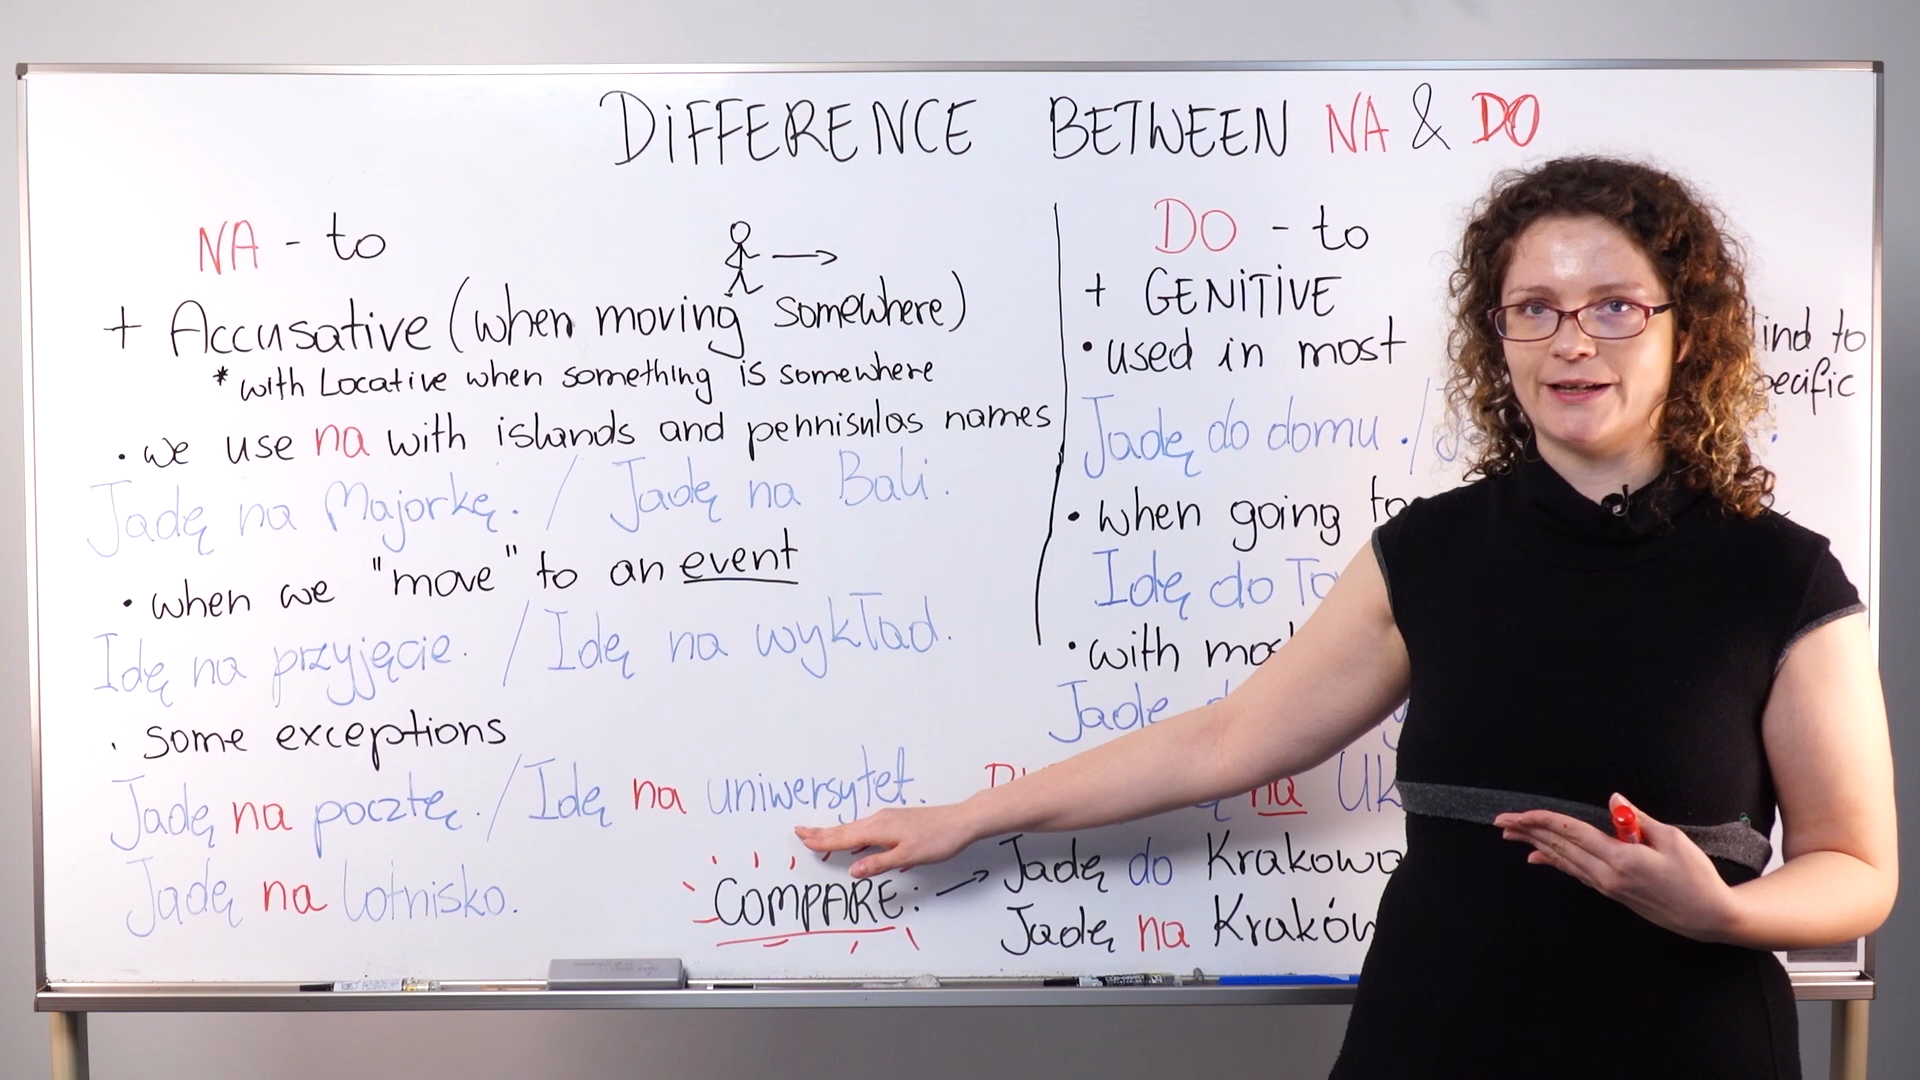 DIFFERENCE BETWEEN NA & DO
NA - to
+ Accusative (when moving somewhere)
* with Locative when something is somewhere
• we use na with islands and pennisulas names
Jadę na Majorkę. / Jadę na Bali.
• when we "move" to an event
Idę na przyjęcie. / Idę na wykład.
• some exceptions
Jadę na pocztę. / Idę na uniwersytet.
Jadę na lotnisko.
COMPARE: →
DO - to
+ GENITIVE
• used in most
Jadę do domu. /
• when going to
Idę do
• with
Jadę
na
Jadę do
Jadę na